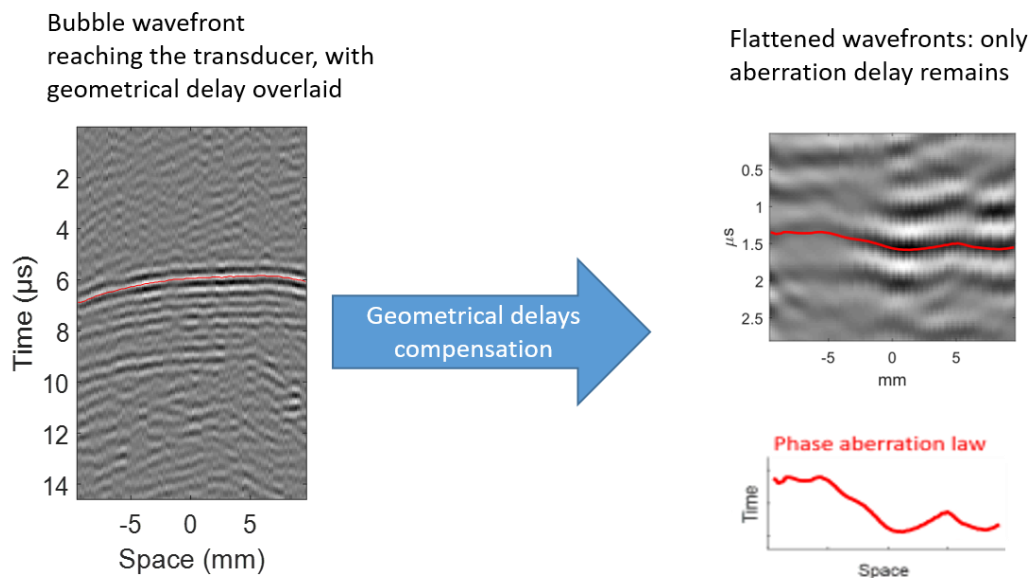 Bubble wavefront
reaching the transducer, with
geometrical delay overlaid
Time (μs)
2
4
6
8
10
12
14
-5
0
5
Space (mm)
Geometrical delays
compensation
Flattened wavefronts: only
aberration delay remains
μs
0.5
1
1.5
2
2.5
-5
0
5
mm
Phase aberration law
Time
Space